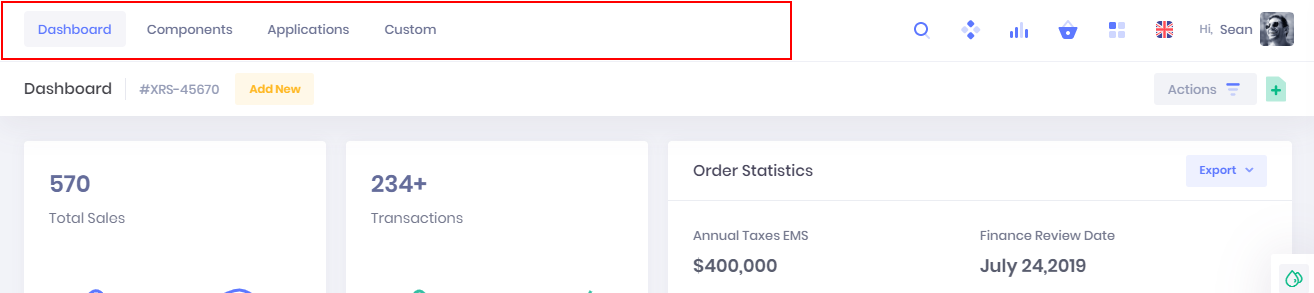 Dashboard Components Applications Custom Hi, Sean
Dashboard #XRS-45670 Add New Actions
570
Total Sales
234+
Transactions
Order Statistics Export
Annual Taxes EMS
$400,000
Finance Review Date
July 24,2019